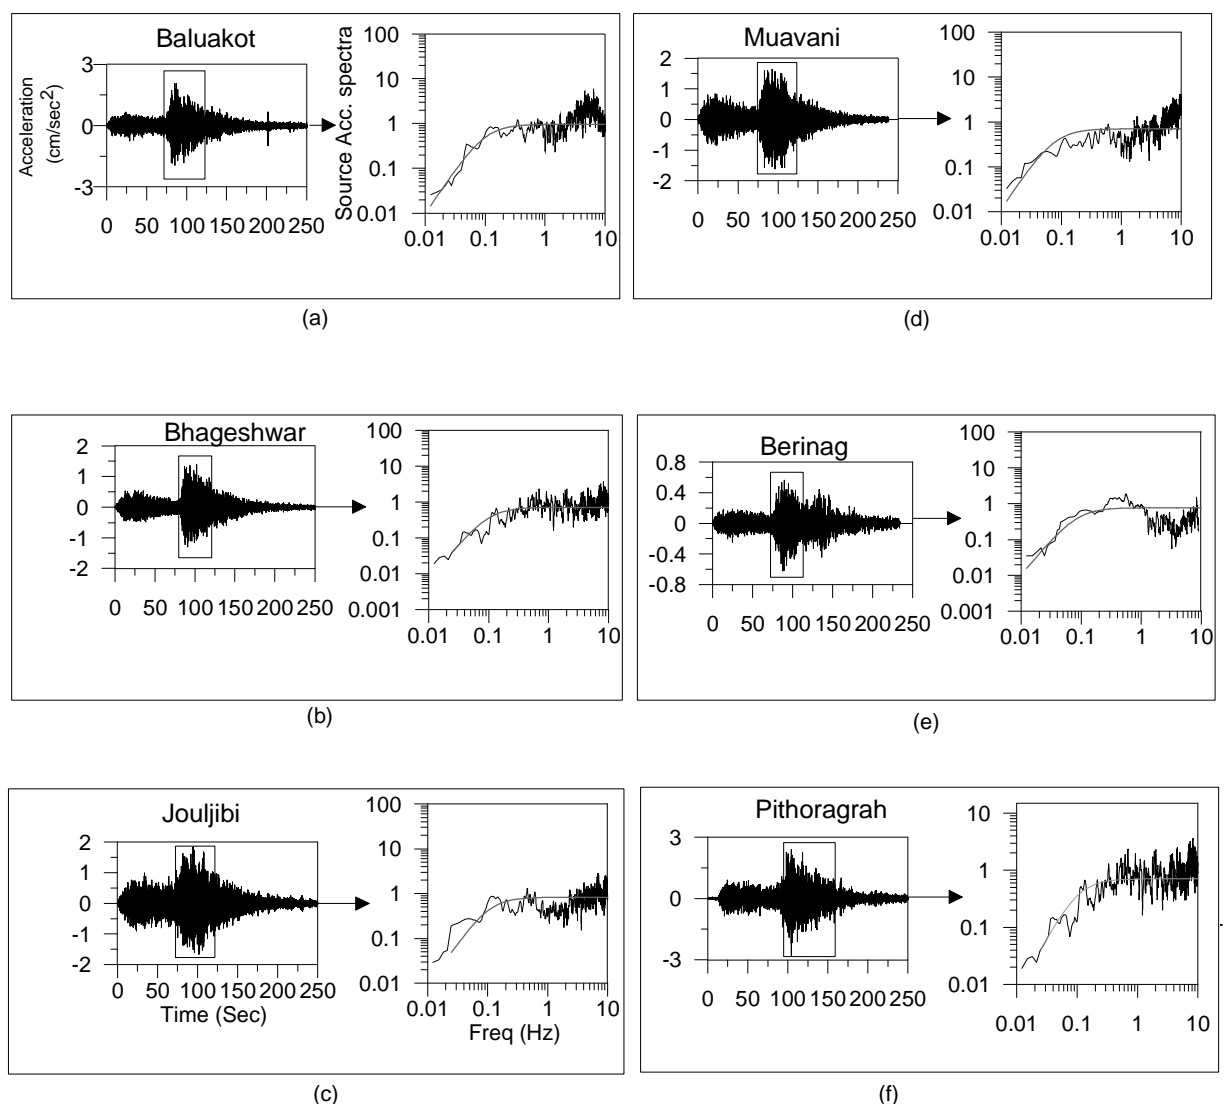 Baluakot
Acceleration
(cm/sec2)
3
0
-3
0 50 100 150 200 250
Source Acc. spectra
100
10
1
0.1
0.01
0.01 0.1 1 10
(a)
Muavani
2
1
0
-1
-2
0 50 100 150 200 250
100
10
1
0.1
0.01
0.01 0.1 1 10
(d)
Bhageshwar
2
1
0
-1
-2
0 50 100 150 200 250
100
10
1
0.1
0.01
0.001
0.01 0.1 1 10
(b)
Berinag
0.8
0.4
0
-0.4
-0.8
0 50 100 150 200 250
100
10
1
0.1
0.01
0.001
0.01 0.1 1 10
(e)
Jouljibi
2
1
0
-1
-2
0 50 100 150 200 250
Time (Sec)
100
10
1
0.1
0.01
0.01 0.1 1 10
Freq (Hz)
(c)
Pithoragrah
3
0
-3
0 50 100 150 200 250
10
1
0.1
0.01
0.01 0.1 1 10
(f)